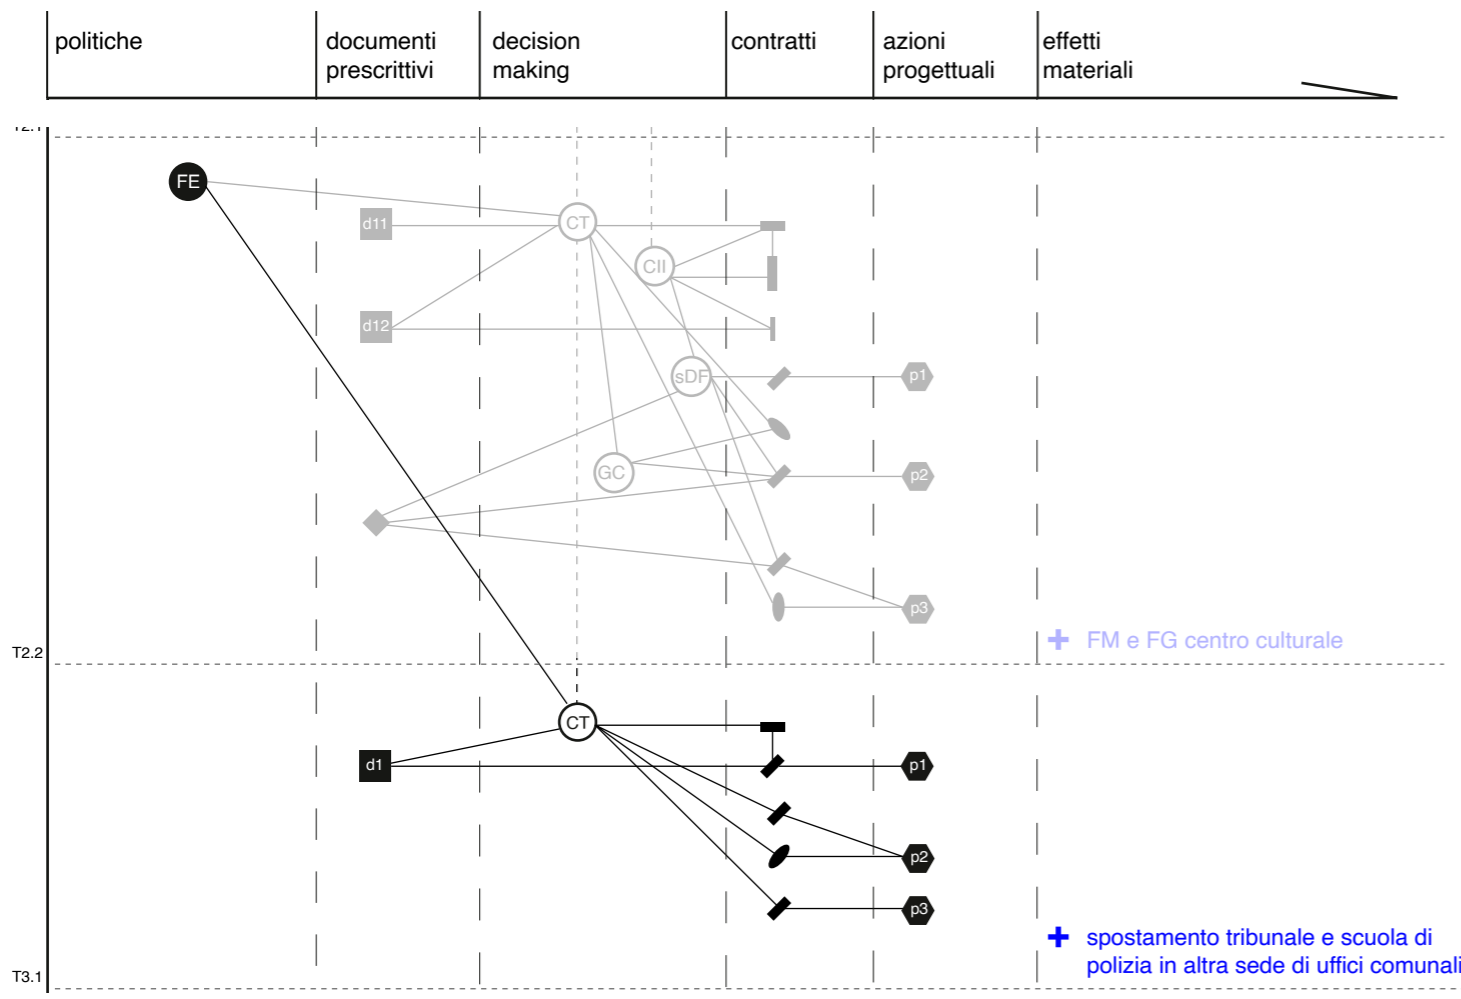 politiche
documenti
prescrittivi
decision
making
contratti
azioni
progettuali
effetti
materiali
T2.1
FE
d11
CT
CII
d12
sDF
p1
GC
p2
p3
FM e FG centro culturale
T2.2
CT
d1
p1
p2
p3
spostamento tribunale e scuola di
polizia in altra sede di uffici comunali
T3.1